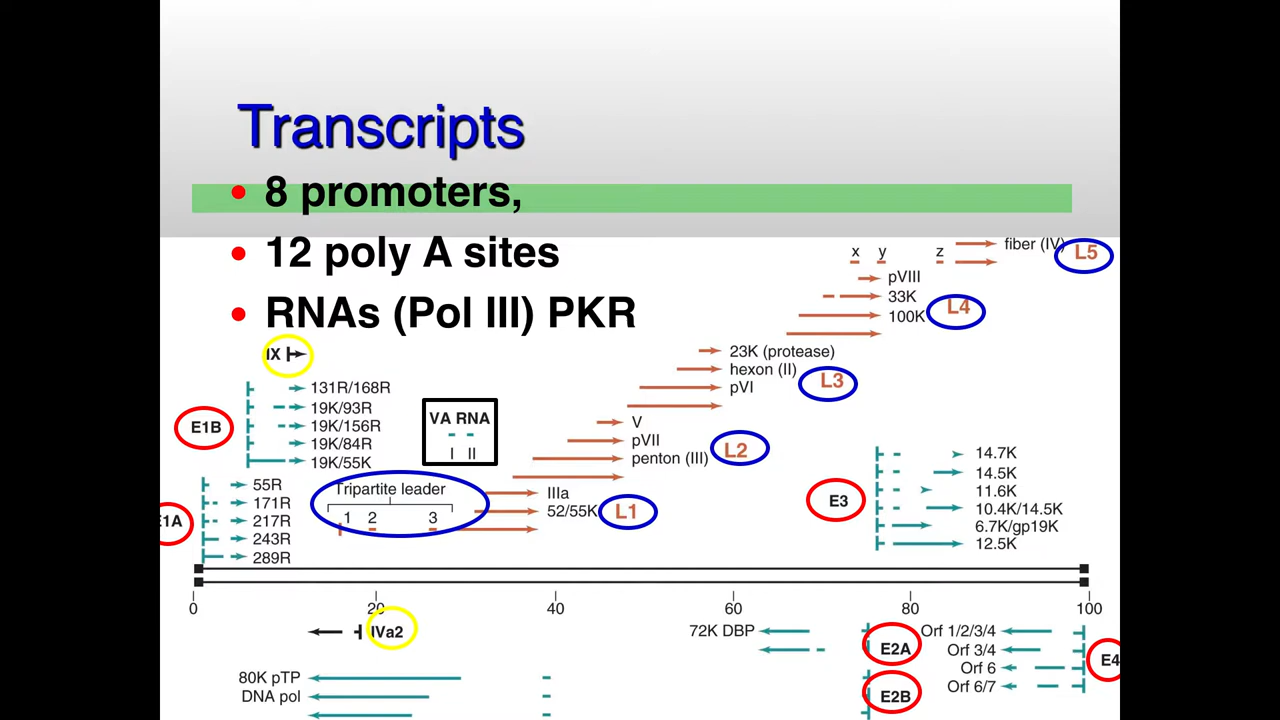 Transcripts
• 8 promoters,
• 12 poly A sites
• RNAs (Pol III) PKR
fiber (IV)
L5
x y z
pVIII
33K
100K
L4
IX
23K (protease)
hexon (II)
pVI
L3
131R/168R
19K/93R
19K/156R
19K/84R
19K/55K
E1B
VA RNA
I II
V
pVII
penton (III)
L2
14.7K
14.5K
11.6K
10.4K/14.5K
6.7K/gp19K
12.5K
E3
55R
171R
217R
243R
289R
E1A
Tripartite leader
1 2 3
IIIa
52/55K
L1
0 20 40 60 80 100
IVa2
72K DBP
E2A
Orf 1/2/3/4
Orf 3/4
Orf 6
Orf 6/7
E4
80K pTP
DNA pol
E2B